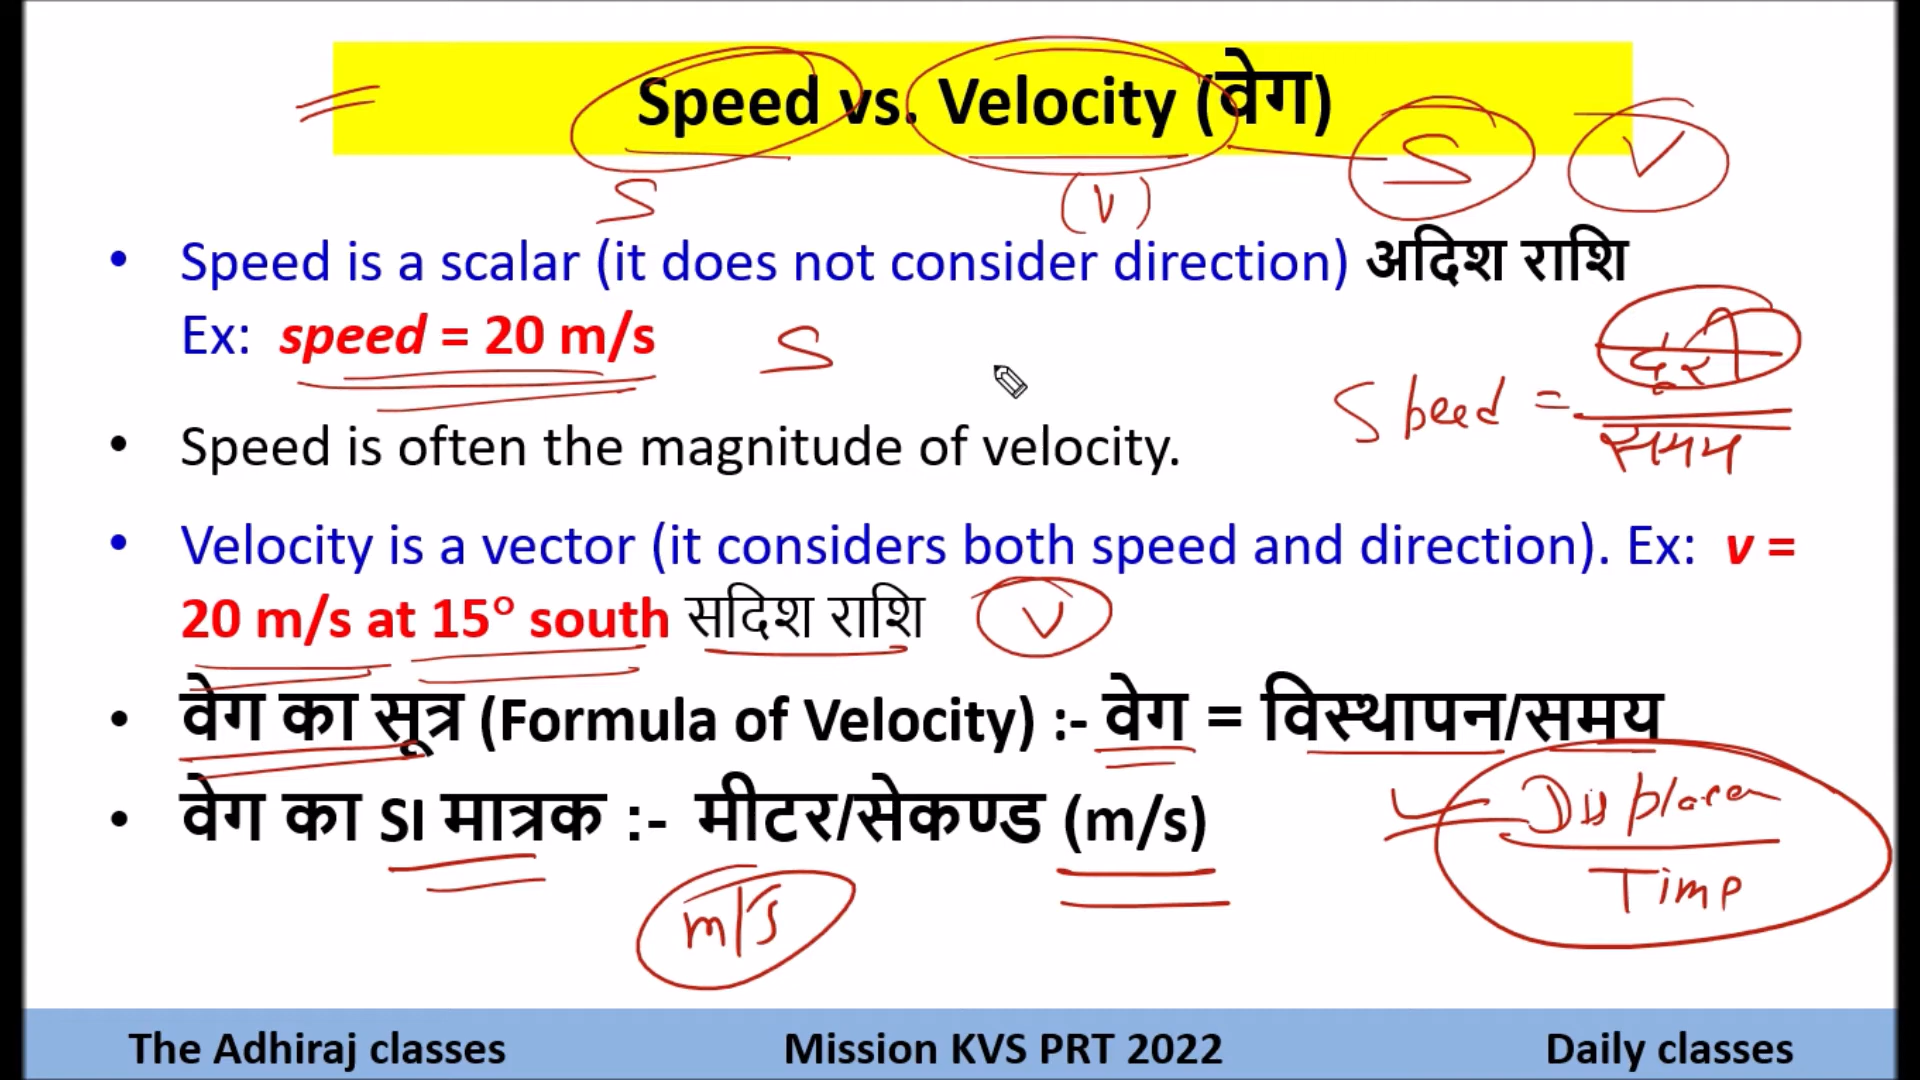 Speed vs. Velocity (वेग)
S V
S (v)
• Speed is a scalar (it does not consider direction) अदिश राशि
Ex: speed = 20 m/s S
Speed = दूरी
समय
• Speed is often the magnitude of velocity.
• Velocity is a vector (it considers both speed and direction). Ex: v =
20 m/s at 15° south सदिश राशि V
• वेग का सूत्र (Formula of Velocity) :- वेग = विस्थापन/समय
• वेग का SI मात्रक :- मीटर/सेकण्ड (m/s)
Time
m/s
The Adhiraj classes Mission KVS PRT 2022 Daily classes